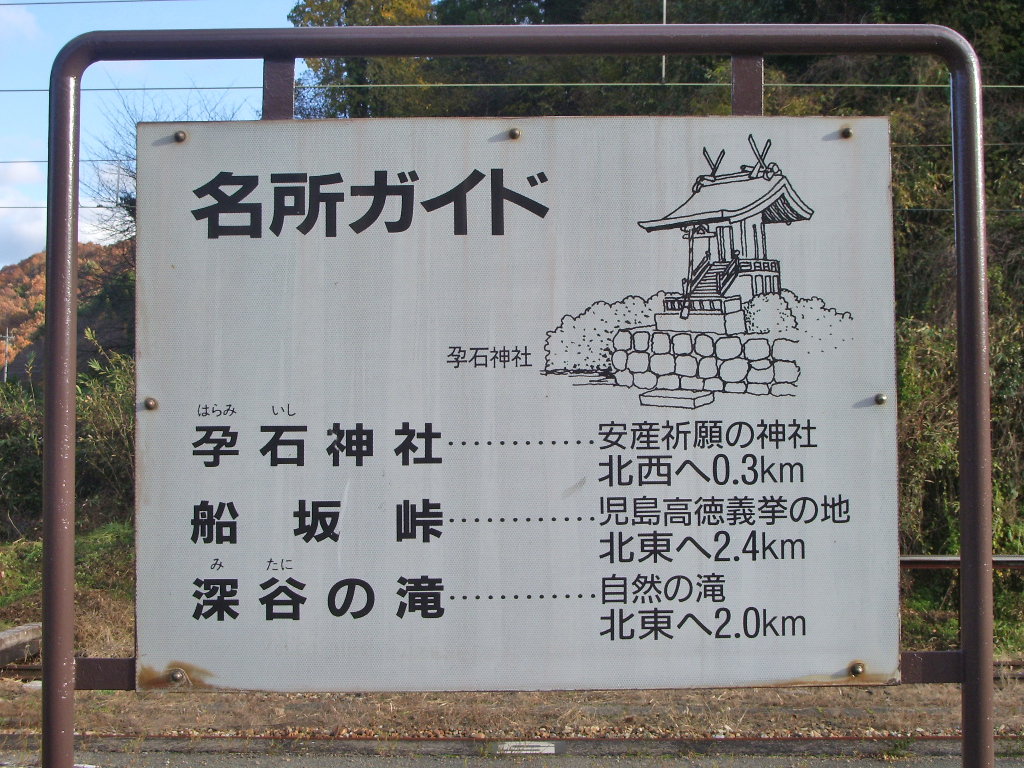 名所ガイド
孕石神社
はらみ いし
孕石神社‥‥‥‥‥‥安産祈願の神社
北西へ0.3km
船坂峠‥‥‥‥‥‥児島高徳義挙の地
北東へ2.4km
み たに
深谷の滝‥‥‥‥‥‥自然の滝
北東へ2.0km